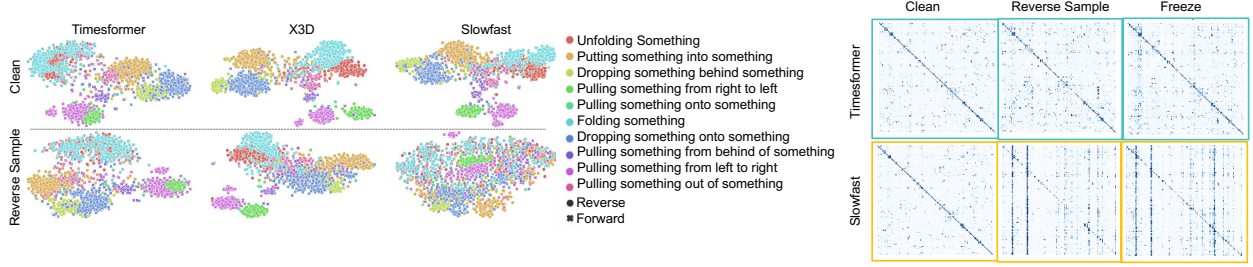 Timesformer
X3D
Slowfast
Clean
Reverse Sample
Unfolding Something
Putting something into something
Dropping something behind something
Pulling something from right to left
Pulling something onto something
Folding something
Dropping something onto something
Pulling something from behind of something
Pulling something from left to right
Pulling something out of something
Reverse
Forward
Clean
Reverse Sample
Freeze
Timesformer
Slowfast